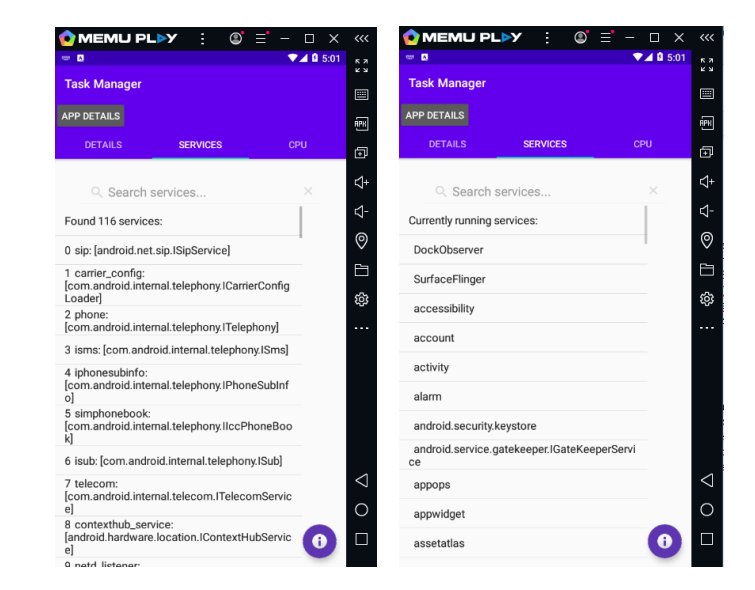 MEMU PLAY
5:01
Task Manager
APP DETAILS
DETAILS
SERVICES
CPU
Search services...
Found 116 services:
0 sip: [android.net.sip.ISipService]
1 carrier_config:
[com.android.internal.telephony.ICarrierConfig
Loader]
2 phone:
[com.android.internal.telephony.ITelephony]
3 isms: [com.android.internal.telephony.ISms]
4 iphonesubinfo:
[com.android.internal.telephony.IPhoneSubInf
o]
5 simphonebook:
[com.android.internal.telephony.IIccPhoneBoo
k]
6 isub: [com.android.internal.telephony.ISub]
7 telecom:
[com.android.internal.telecom.ITelecomServic
e]
8 contexthub_service:
[android.hardware.location.IContextHubServic
e]
9 netd_listener:
APK
MEMU PLAY
5:01
Task Manager
APP DETAILS
DETAILS
SERVICES
CPU
Search services...
Currently running services:
DockObserver
SurfaceFlinger
accessibility
account
activity
alarm
android.security.keystore
android.service.gatekeeper.IGateKeeperServi
ce
appops
appwidget
assetatlas
APK